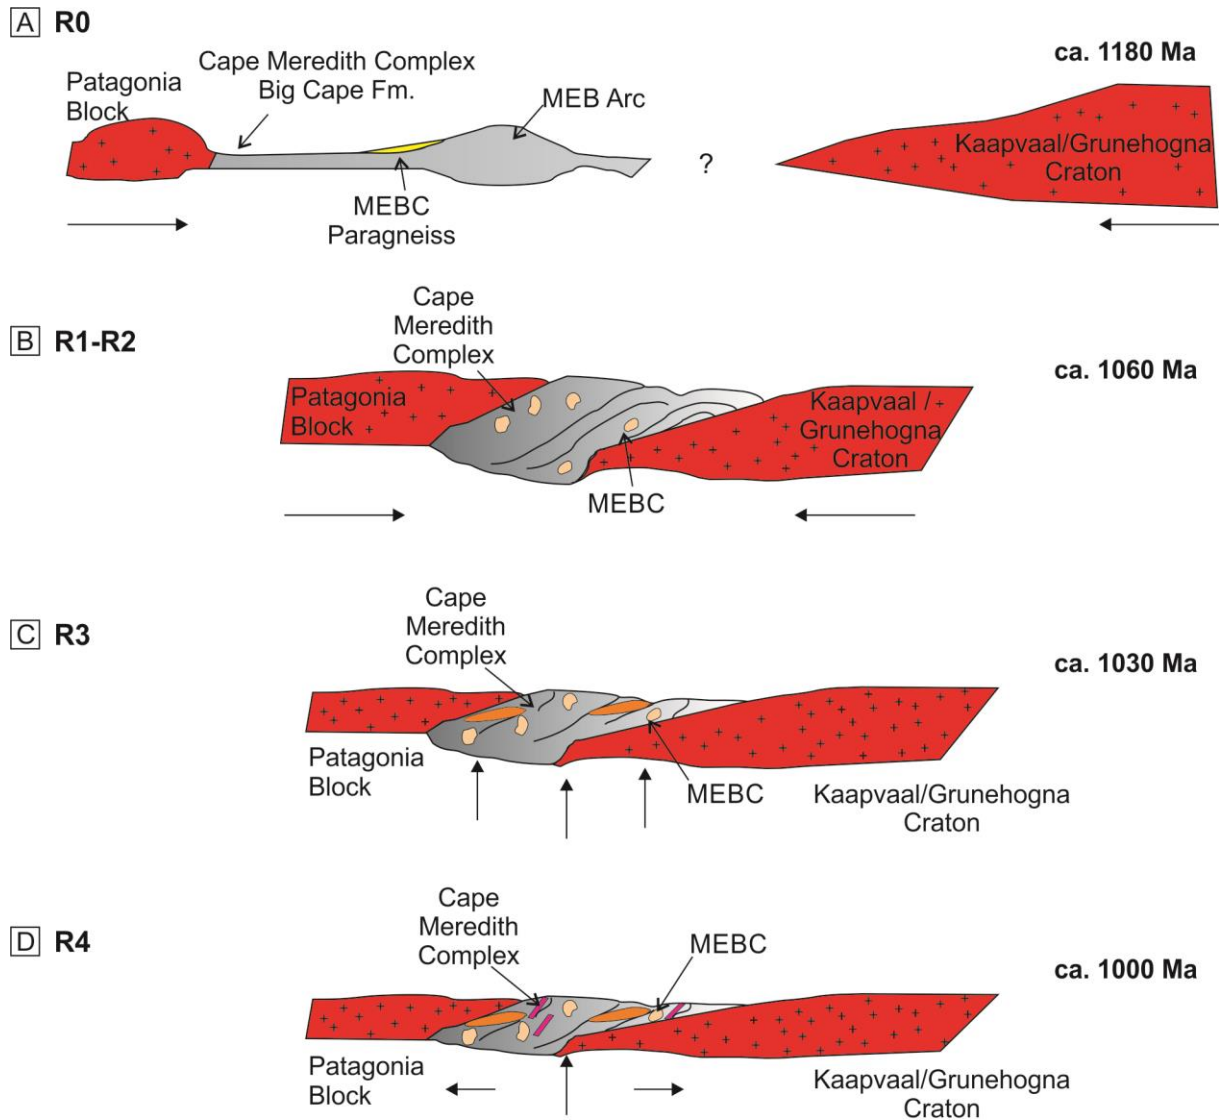 A R0
ca. 1180 Ma
Patagonia
Block
Cape Meredith Complex
Big Cape Fm.
MEB Arc
MEBC
Paragneiss
?
Kaapvaal/Grunehogna
Craton
B R1-R2
ca. 1060 Ma
Cape
Meredith
Complex
Patagonia
Block
MEBC
Kaapvaal /
Grunehogna
Craton
C R3
ca. 1030 Ma
Cape
Meredith
Complex
Patagonia
Block
MEBC
Kaapvaal/Grunehogna
Craton
D R4
ca. 1000 Ma
Cape
Meredith
Complex
MEBC
Patagonia
Block
Kaapvaal/Grunehogna
Craton